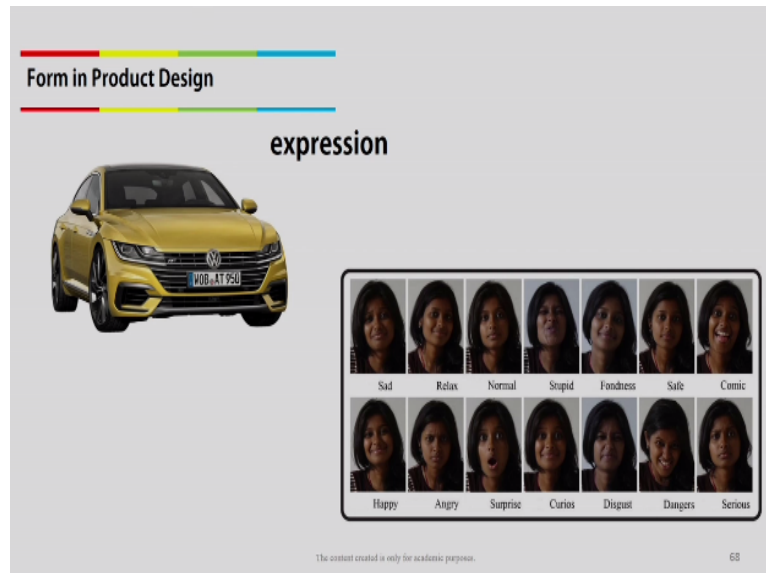 Form in Product Design
expression
WOB AT 950
Sad Relax Normal Stupid Fondness Safe Comic
Happy Angry Surprise Curios Disgust Dangers Serious
The content created is only for academic purposes.
68